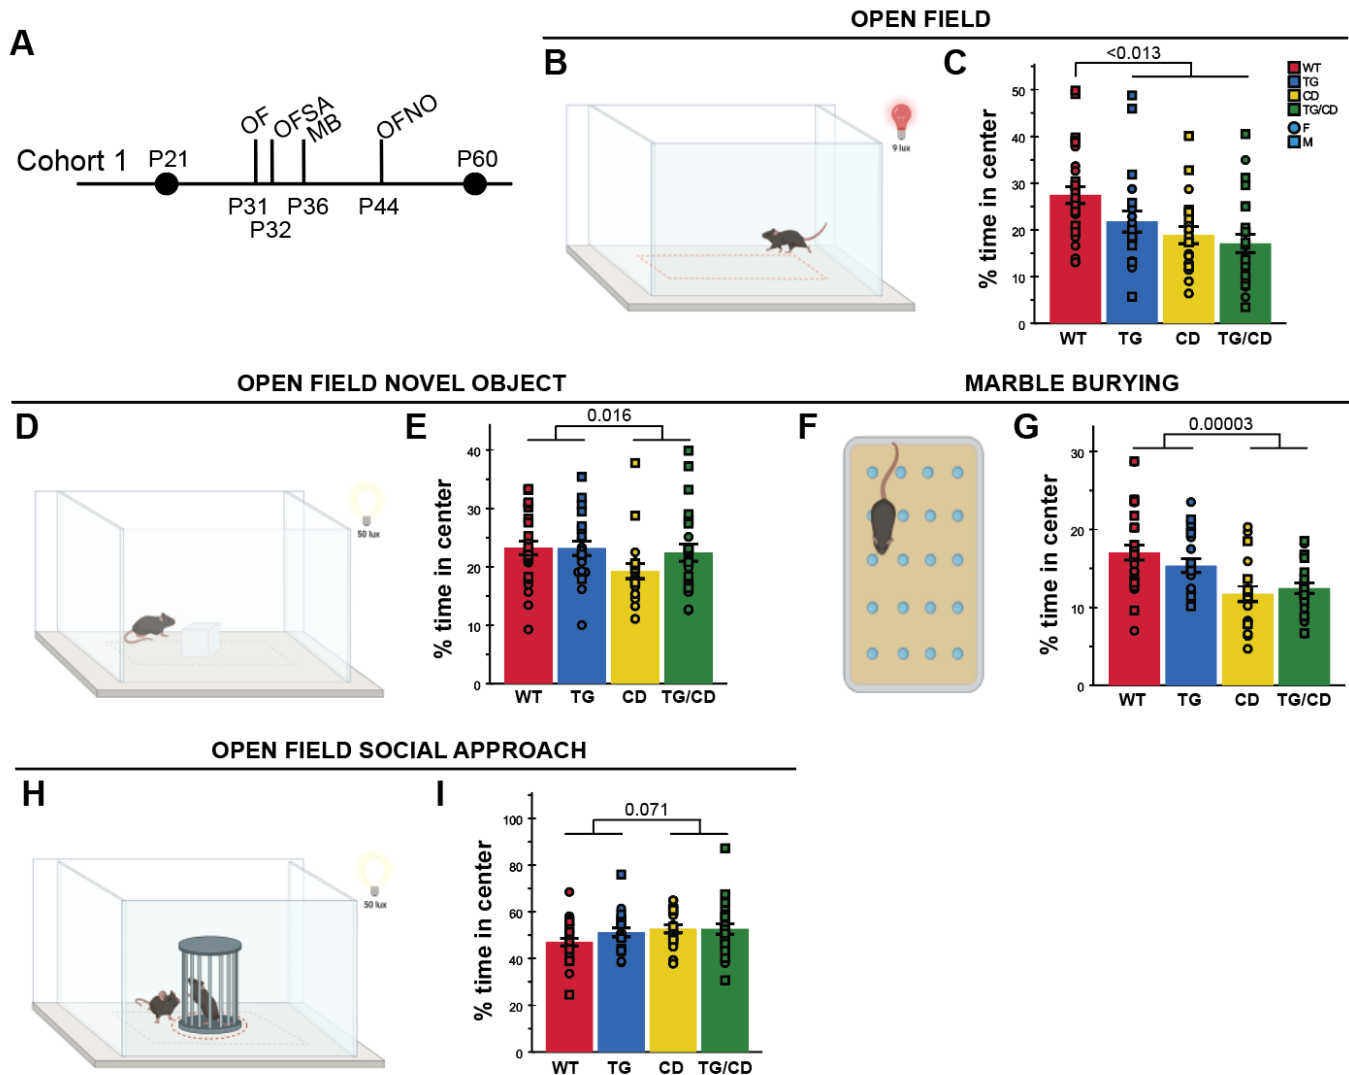 OPEN FIELD
A
Cohort 1
P21
OF
OFSA
MB
OFNO
P60
P31
P32
P36
P44
B
9 lux
C
<0.013
% time in center
50
40
30
20
10
0
WT
TG
CD
TG/CD
WT
TG
CD
TG/CD
F
M
OPEN FIELD NOVEL OBJECT
D
50 lux
E
0.016
% time in center
40
30
20
10
0
WT
TG
CD
TG/CD
MARBLE BURYING
F
G
0.00003
% time in center
30
20
10
0
WT
TG
CD
TG/CD
OPEN FIELD SOCIAL APPROACH
H
50 lux
I
0.071
% time in center
100
80
60
40
20
0
WT
TG
CD
TG/CD